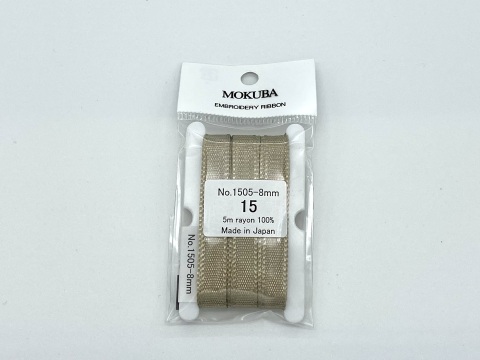 MOKUBA
EMBROIDERY RIBBON
No.1505-8mm
15
5m rayon 100%
Made in Japan
No.1505-8mm